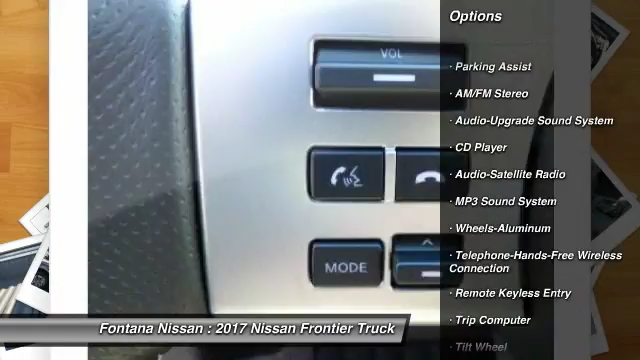 Options
VOL
· Parking Assist
· AM/FM Stereo
· Audio-Upgrade Sound System
· CD Player
· Audio-Satellite Radio
· MP3 Sound System
· Wheels-Aluminum
· Telephone-Hands-Free Wireless
Connection
MODE
· Remote Keyless Entry
· Trip Computer
Fontana Nissan : 2017 Nissan Frontier Truck
· Tilt Wheel